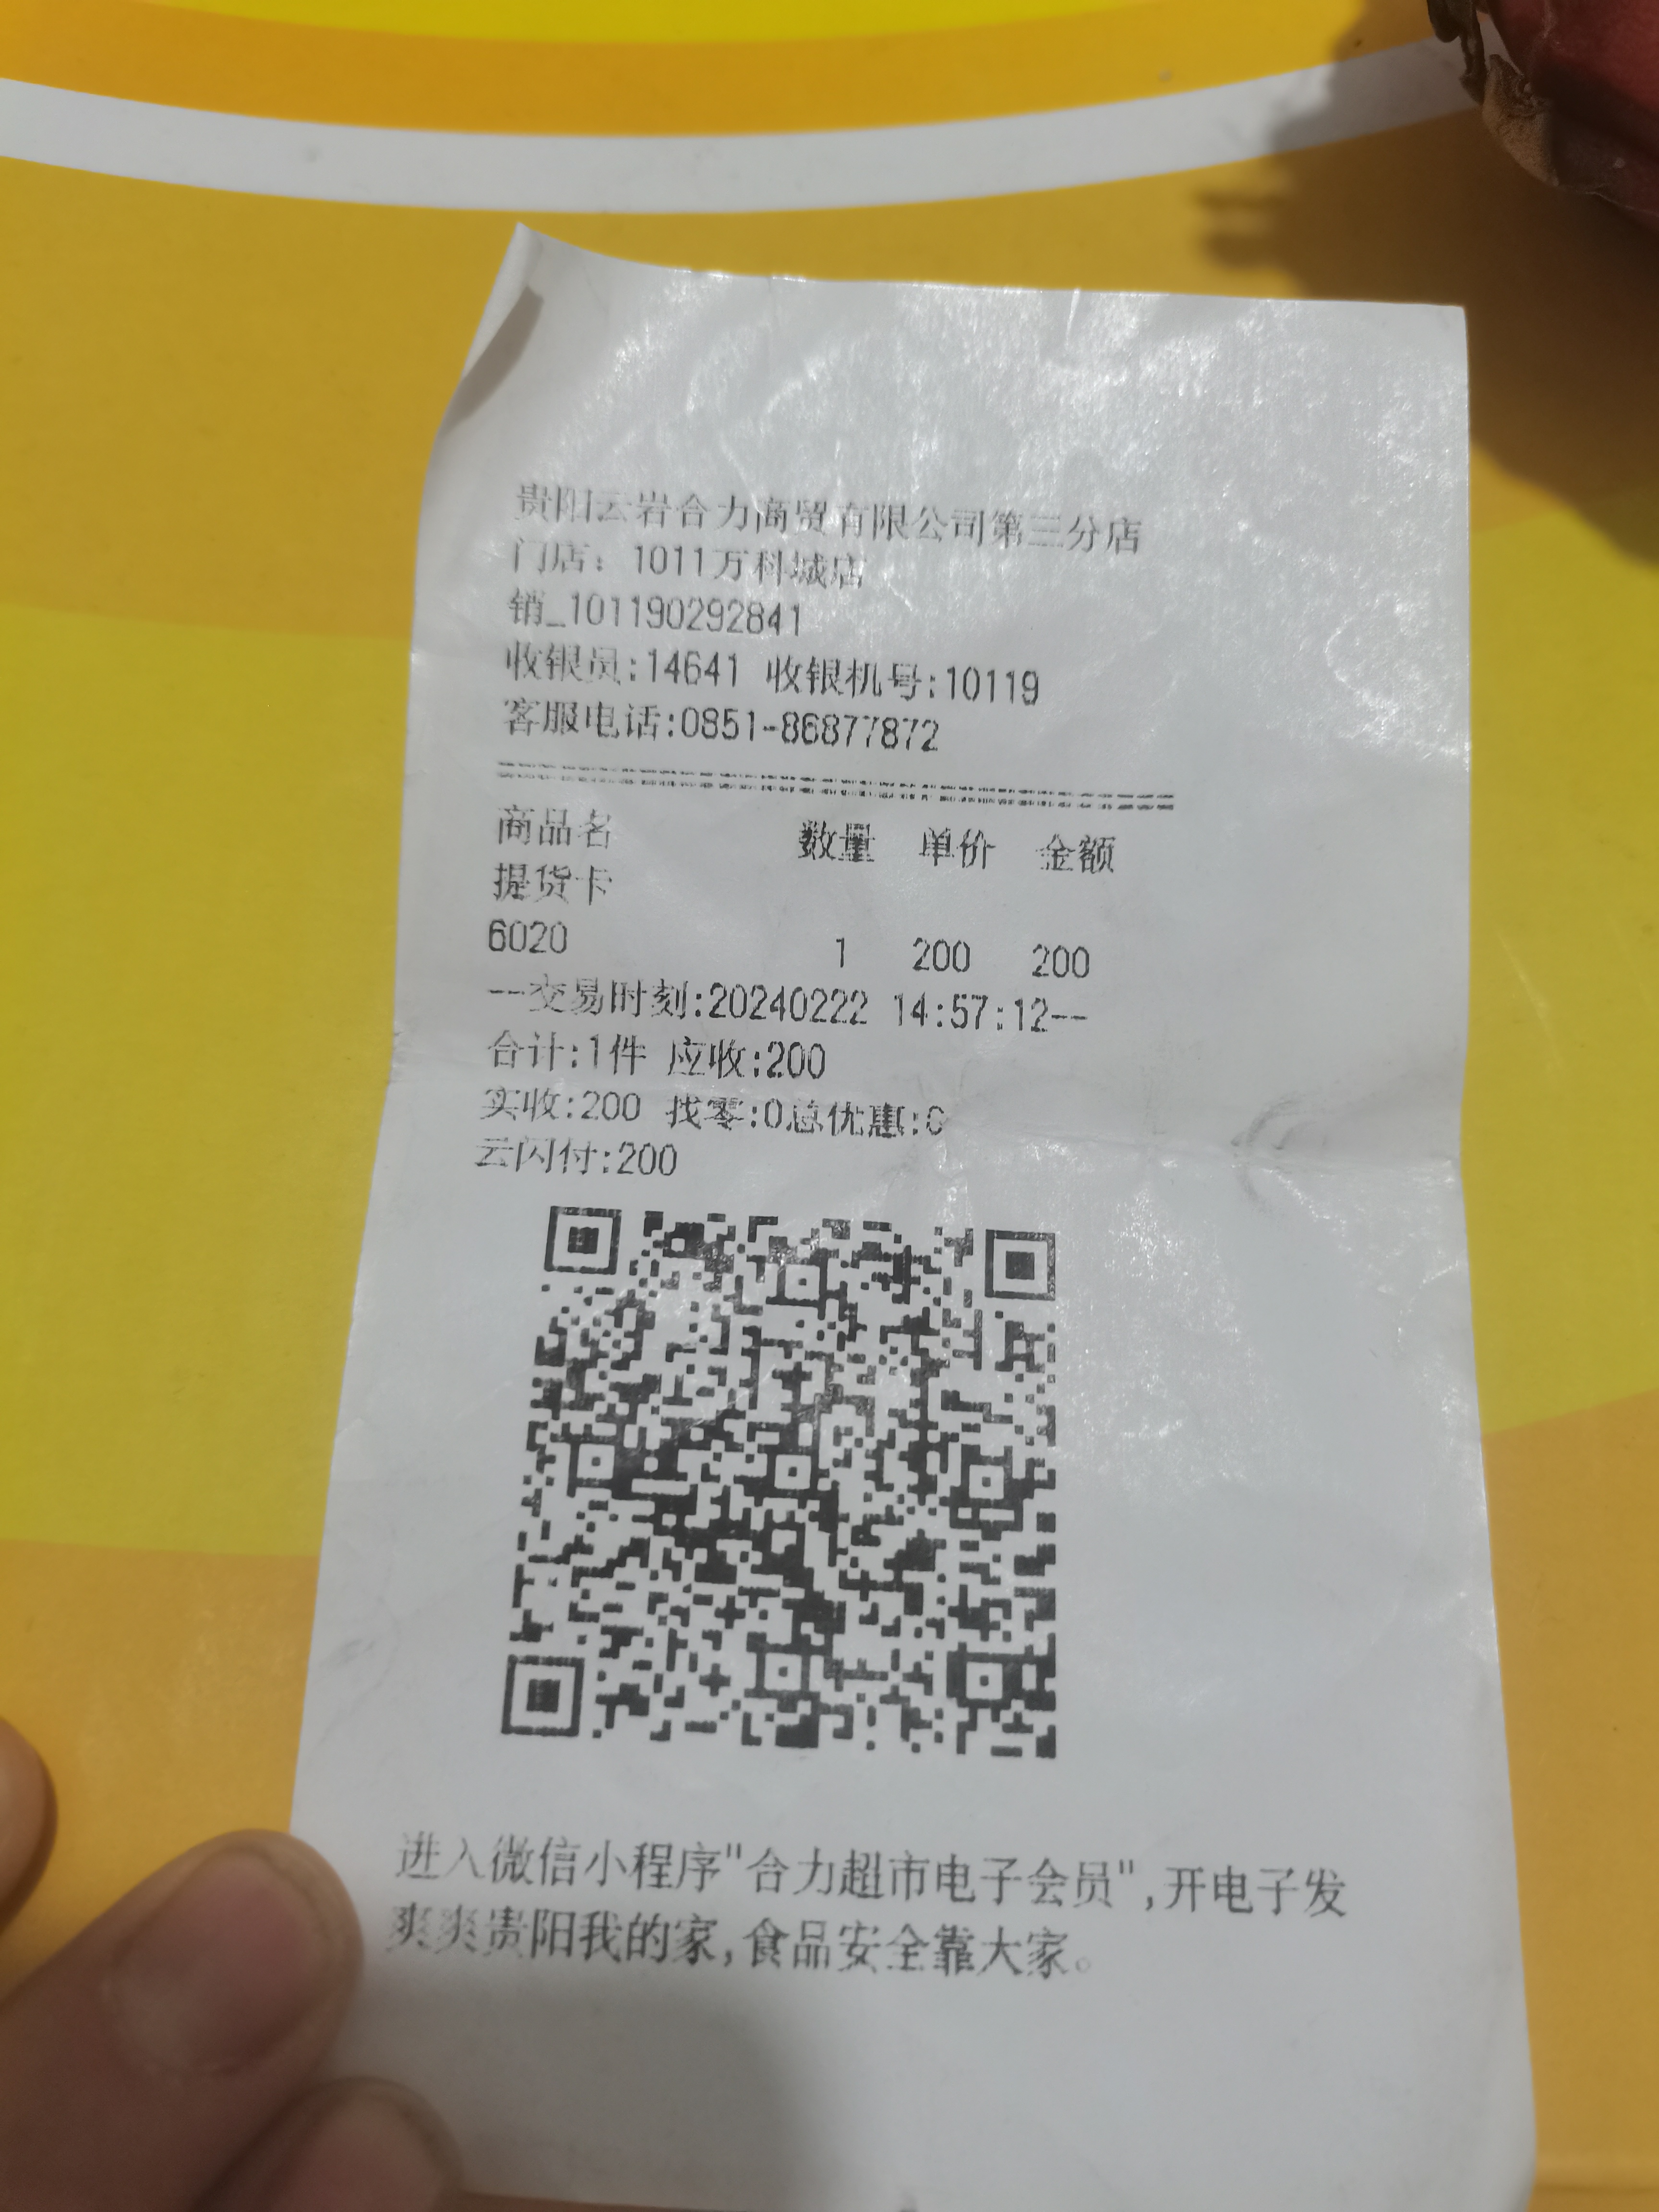 贵阳云岩合力商贸有限公司第三分店
门店：1011万科城店
销_101190292841
收银员:14641 收银机号:10119
客服电话:0851-86877872
商品名 数量 单价 金额
提货卡
6020 1 200 200
--交易时刻:20240222 14:57:12--
合计:1件 应收:200
实收:200 找零:0总优惠:0
云闪付:200
进入微信小程序"合力超市电子会员",开电子发
爽爽贵阳我的家,食品安全靠大家。